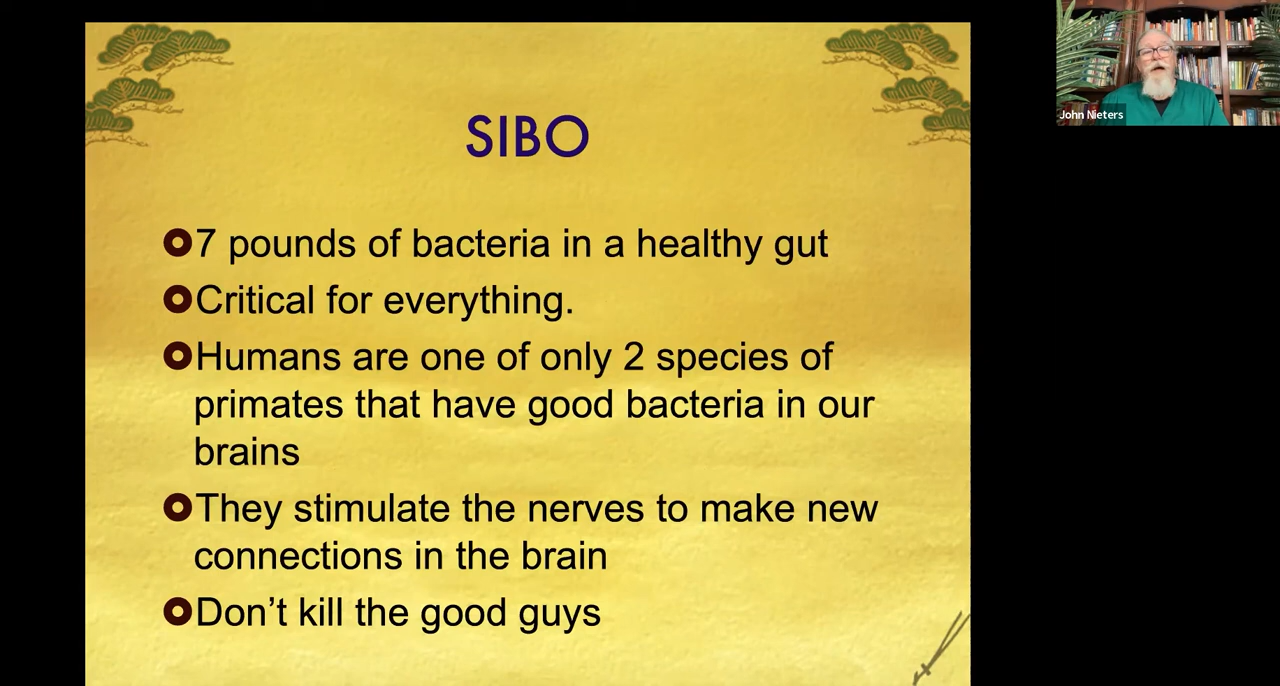 SIBO
7 pounds of bacteria in a healthy gut
Critical for everything.
Humans are one of only 2 species of
primates that have good bacteria in our
brains
They stimulate the nerves to make new
connections in the brain
Don’t kill the good guys
John Nieters